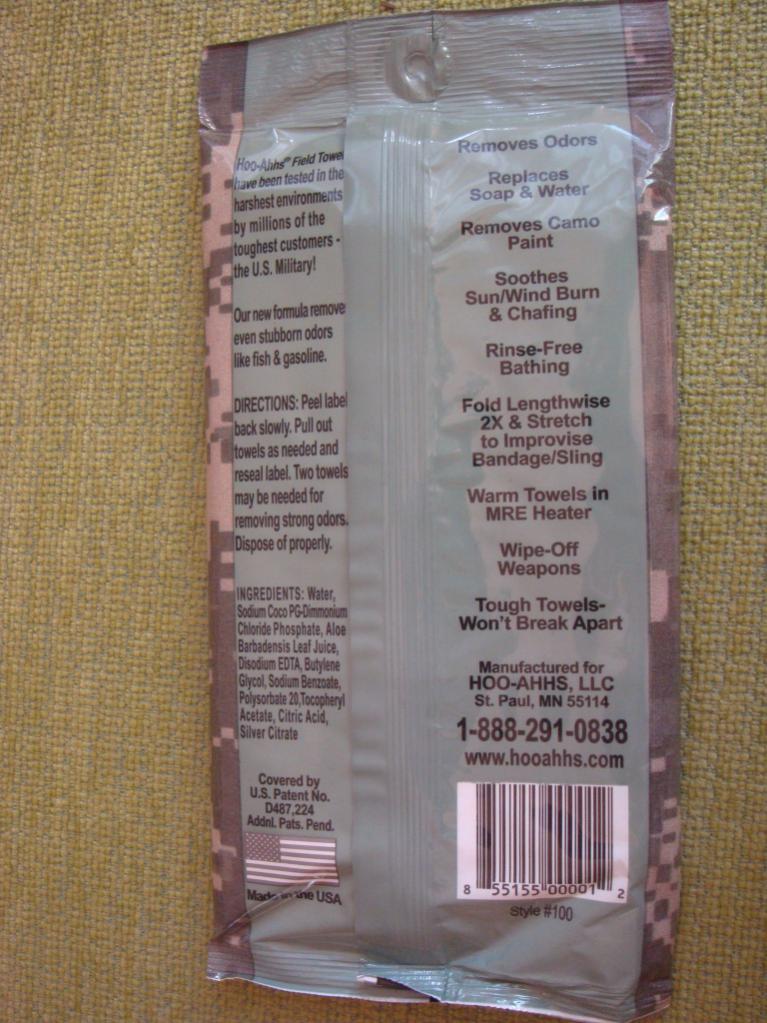 Hoo-Ahhs® Field Towel
have been tested in the
harshest environments
by millions of the
toughest customers -
the U.S. Military!
Our new formula remove
even stubborn odors
like fish & gasoline.
DIRECTIONS: Peel label
back slowly. Pull out
towels as needed and
reseal label. Two towels
may be needed for
removing strong odors.
Dispose of properly.
INGREDIENTS: Water,
Sodium Coco PG-Dimmonium
Chloride Phosphate, Aloe
Barbadensis Leaf Juice,
Disodium EDTA, Butylene
Glycol, Sodium Benzoate,
Polysorbate 20,Tocopheryl
Acetate, Citric Acid,
Silver Citrate
Covered by
U.S. Patent No.
D487,224
Addnl. Pats. Pend.
Made in the USA
Removes Odors
Replaces
Soap & Water
Removes Camo
Paint
Soothes
Sun/Wind Burn
& Chafing
Rinse-Free
Bathing
Fold Lengthwise
2X & Stretch
to Improvise
Bandage/Sling
Warm Towels in
MRE Heater
Wipe-Off
Weapons
Tough Towels-
Won't Break Apart
Manufactured for
HOO-AHHS, LLC
St. Paul, MN 55114
1-888-291-0838
www.hooahhs.com
8 55155 00001 2
Style #100